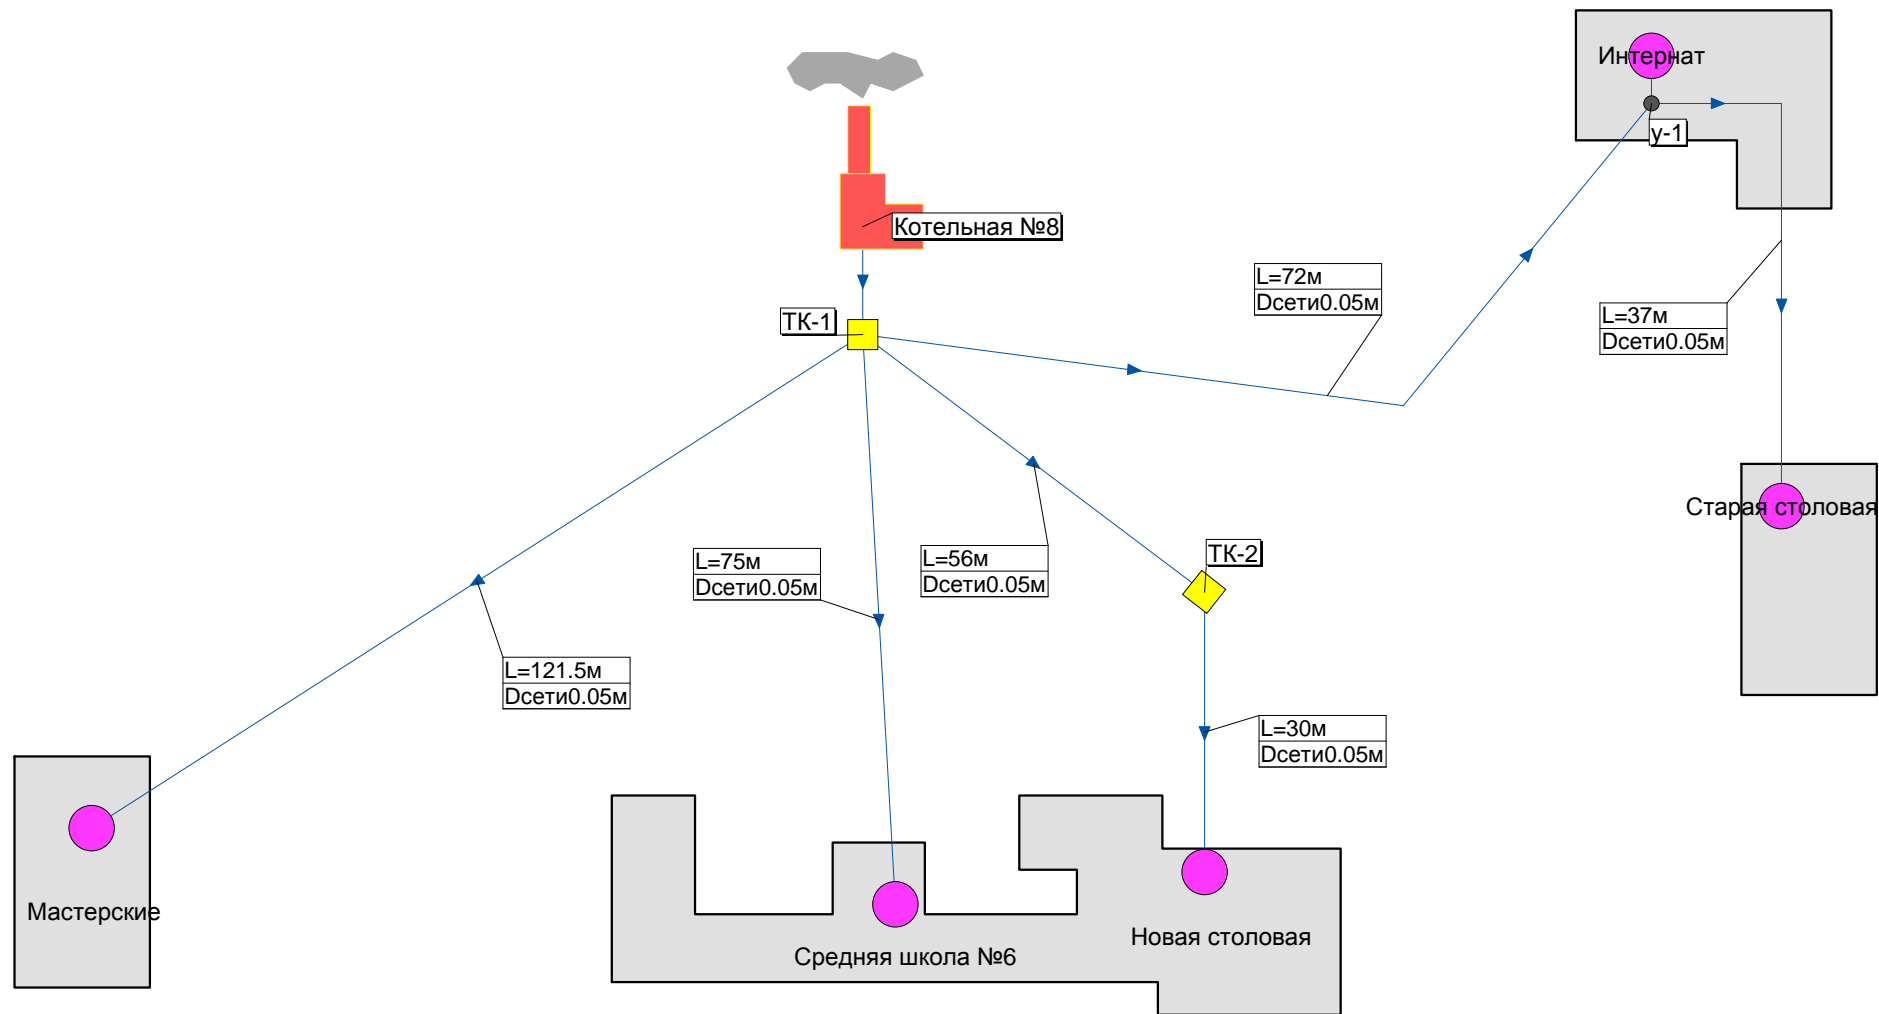 Интернат
у-1
Котельная №8
L=72м
Dсети0.05м
L=37м
Dсети0.05м
ТК-1
Старая столовая
L=75м
Dсети0.05м
L=56м
Dсети0.05м
ТК-2
L=121.5м
Dсети0.05м
L=30м
Dсети0.05м
Мастерские
Новая столовая
Средняя школа №6